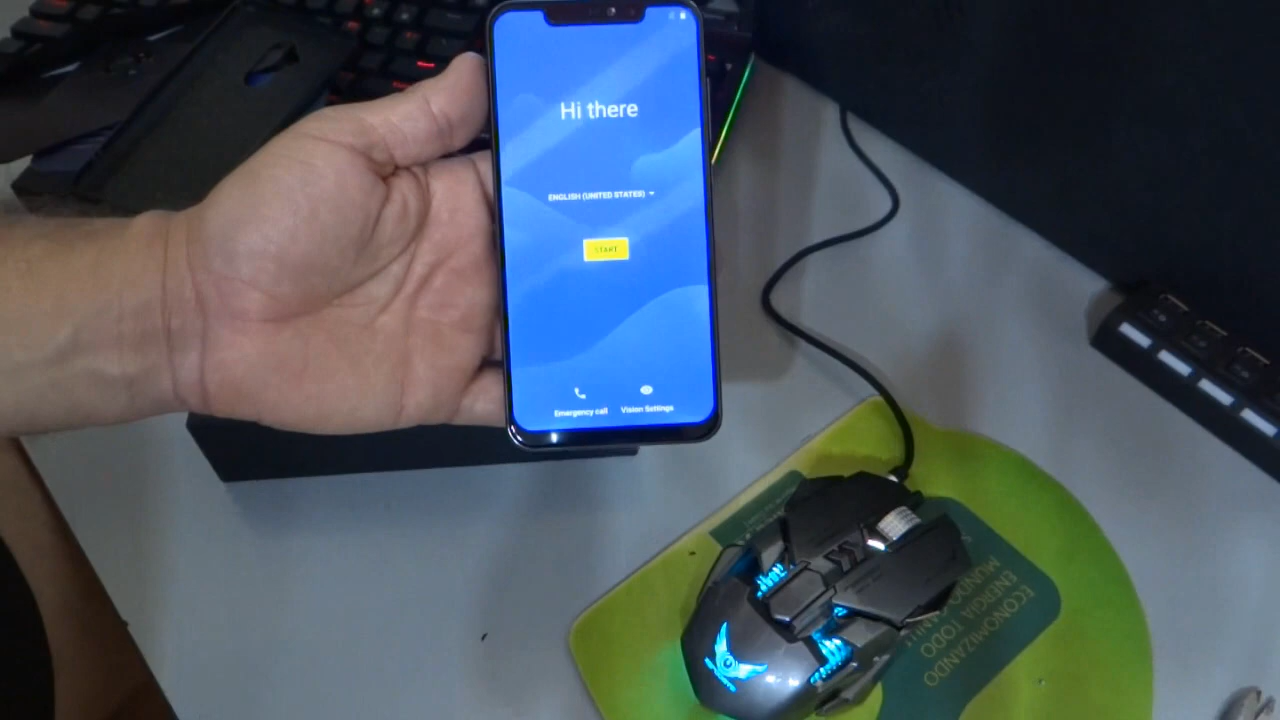 Hi there
ENGLISH (UNITED STATES)
START
Emergency call
Vision Settings
ECONOMIZANDO
ENERGIA TODO
MUNDO